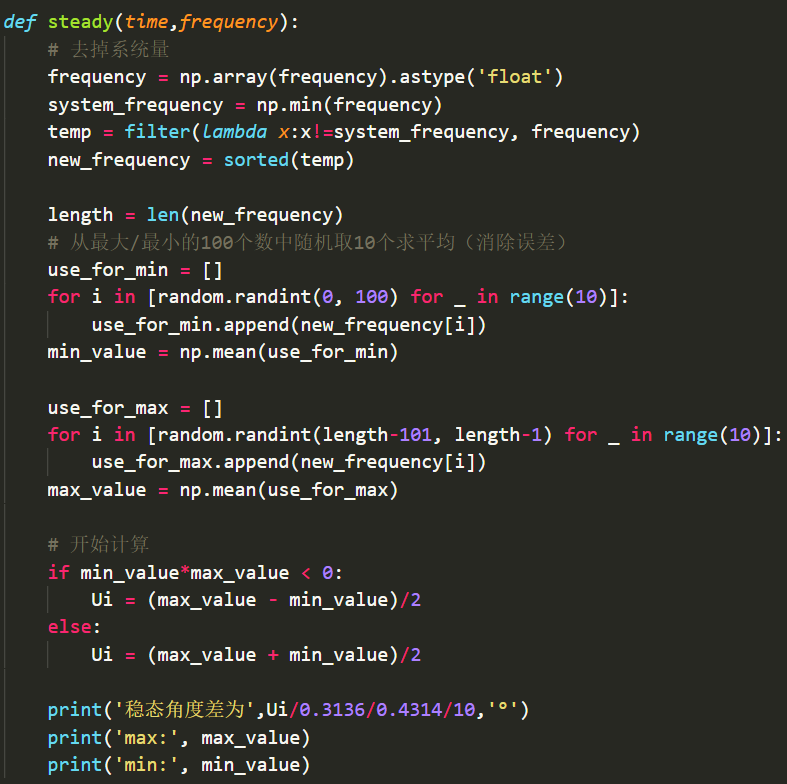 def steady(time,frequency):
    # 去掉系统量
    frequency = np.array(frequency).astype('float')
    system_frequency = np.min(frequency)
    temp = filter(lambda x:x!=system_frequency, frequency)
    new_frequency = sorted(temp)

    length = len(new_frequency)
    # 从最大/最小的100个数中随机取10个求平均（消除误差）
    use_for_min = []
    for i in [random.randint(0, 100) for _ in range(10)]:
        use_for_min.append(new_frequency[i])
    min_value = np.mean(use_for_min)

    use_for_max = []
    for i in [random.randint(length-101, length-1) for _ in range(10)]:
        use_for_max.append(new_frequency[i])
    max_value = np.mean(use_for_max)

    # 开始计算
    if min_value*max_value < 0:
        Ui = (max_value - min_value)/2
    else:
        Ui = (max_value + min_value)/2

    print('稳态角度差为',Ui/0.3136/0.4314/10,'°')
    print('max:', max_value)
    print('min:', min_value)